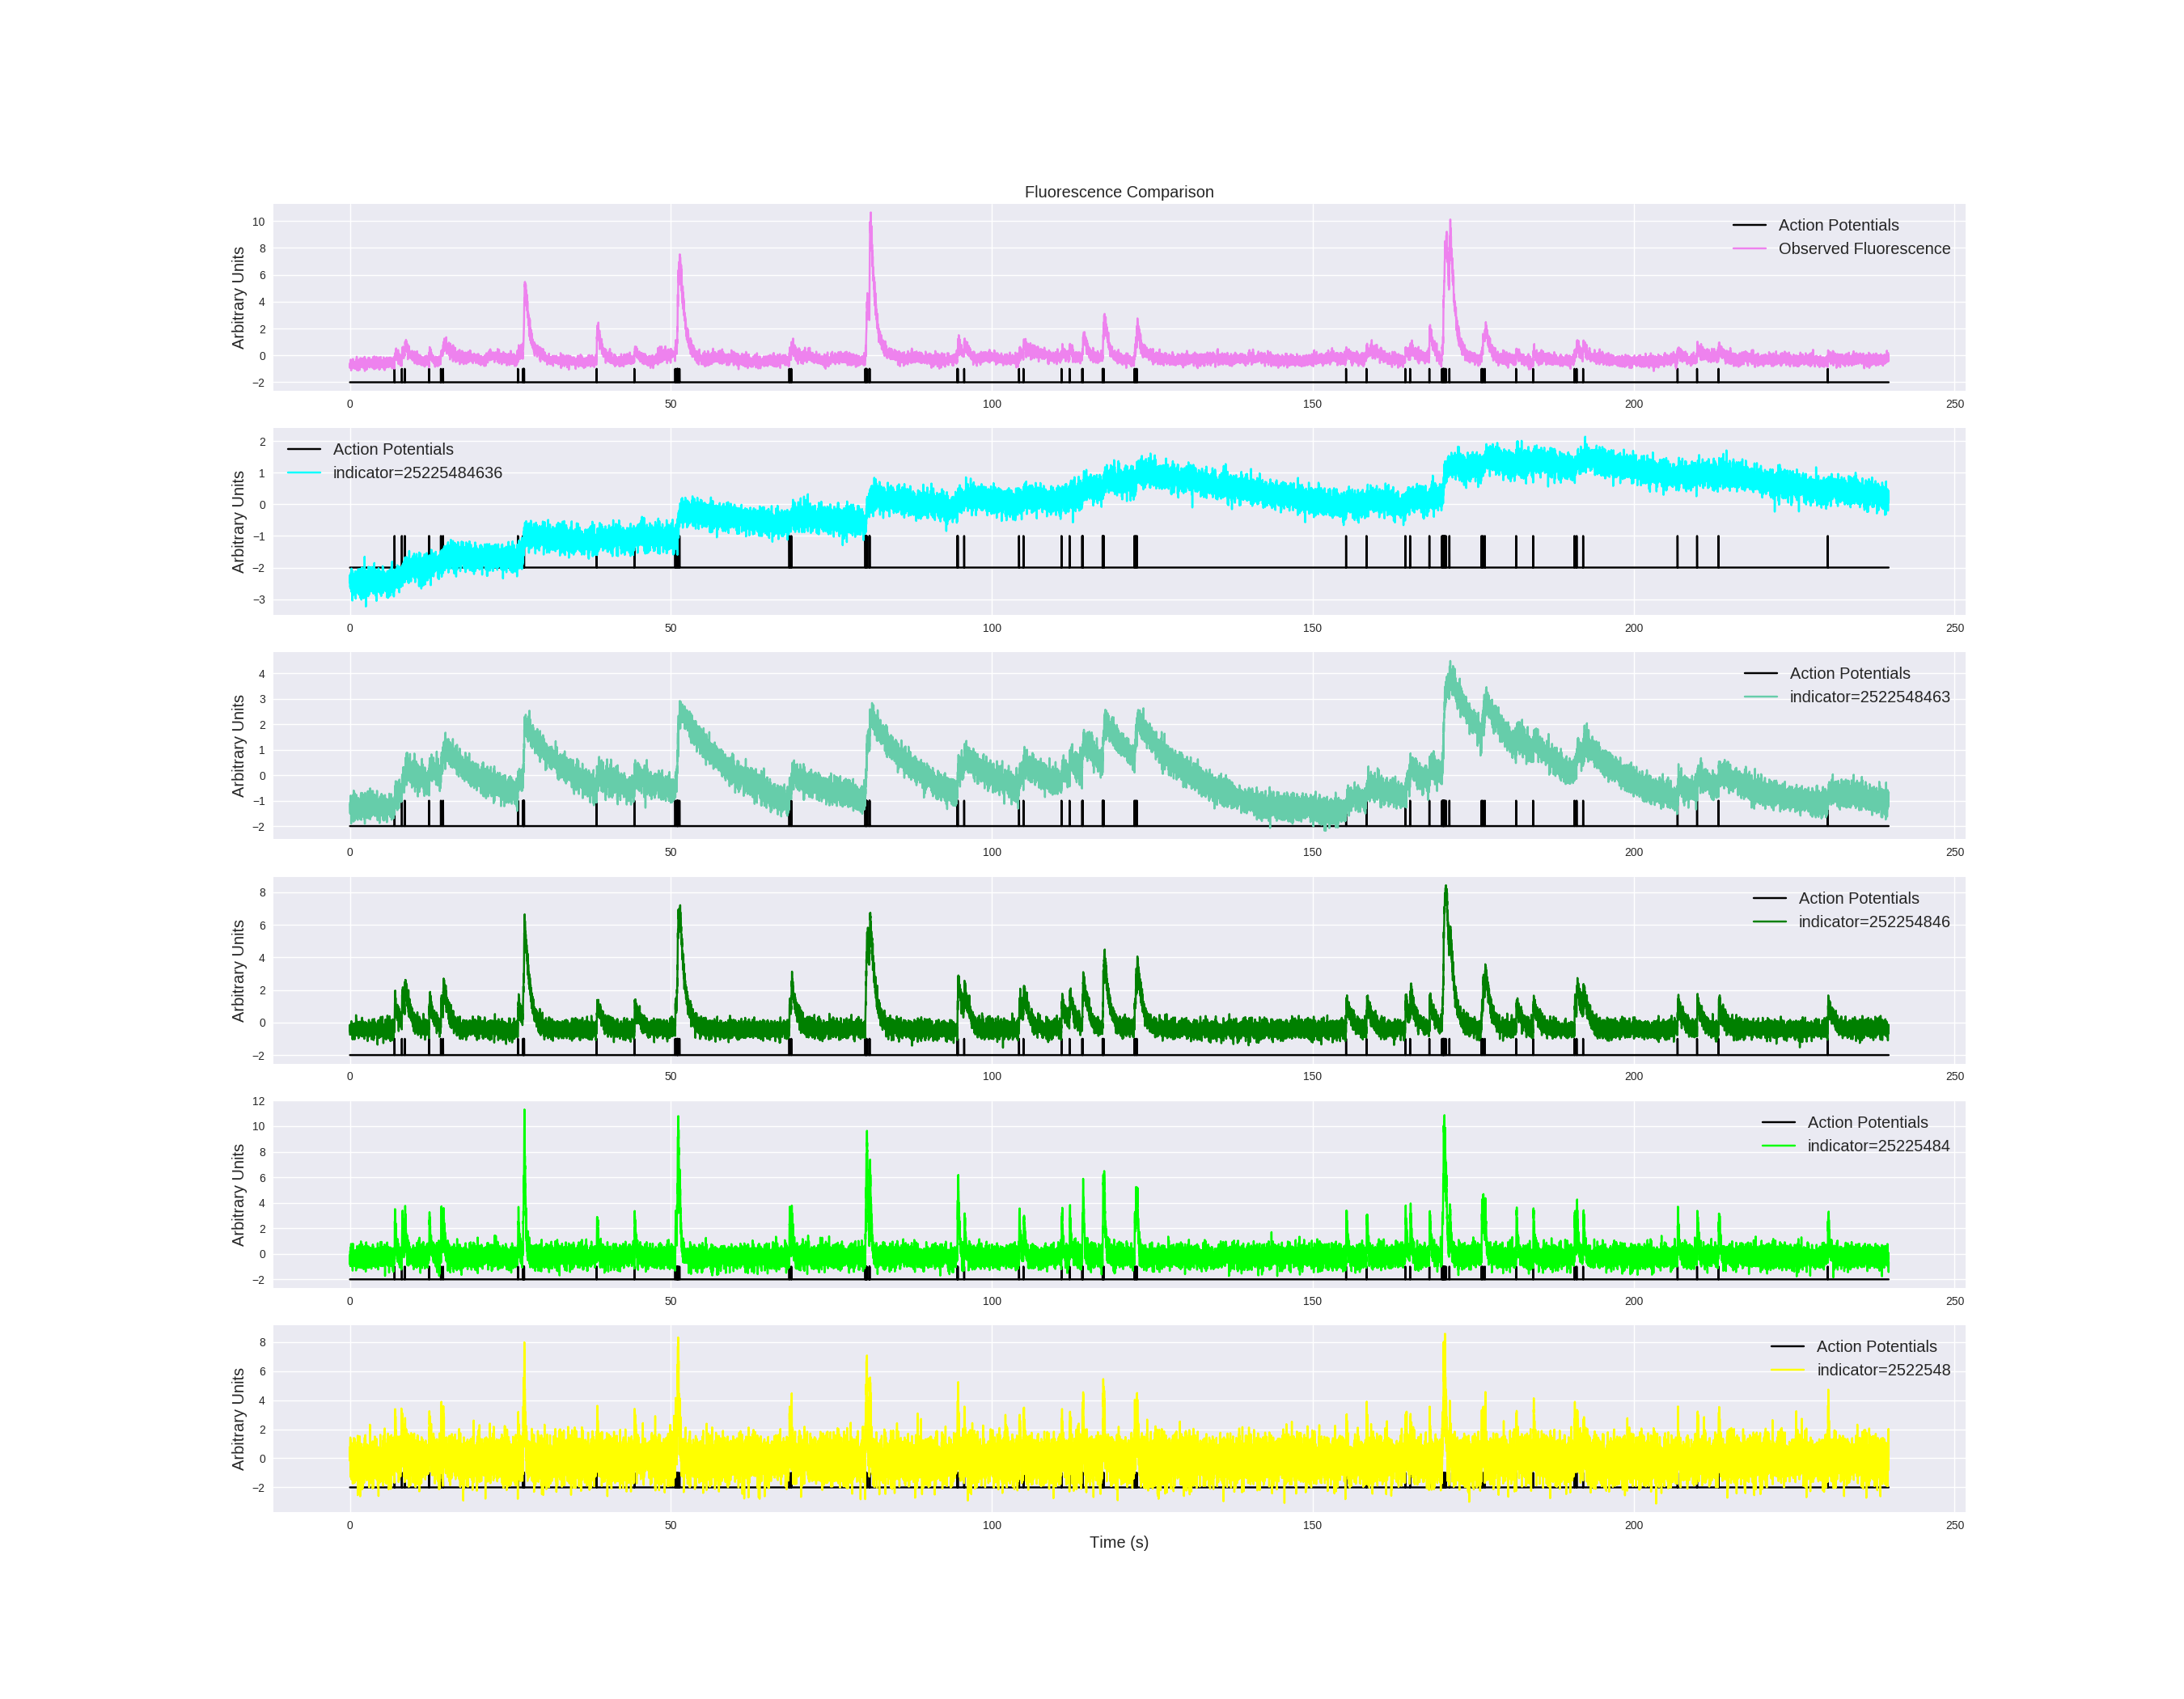 Fluorescence Comparison
Arbitrary Units
10
8
6
4
2
0
−2
Action Potentials
Observed Fluorescence
0 50 100 150 200 250
Arbitrary Units
2
1
0
−1
−2
−3
Action Potentials
indicator=25225484636
0 50 100 150 200 250
Arbitrary Units
4
3
2
1
0
−1
−2
Action Potentials
indicator=2522548463
0 50 100 150 200 250
Arbitrary Units
8
6
4
2
0
−2
Action Potentials
indicator=252254846
0 50 100 150 200 250
Arbitrary Units
12
10
8
6
4
2
0
−2
Action Potentials
indicator=25225484
0 50 100 150 200 250
Arbitrary Units
8
6
4
2
0
−2
Action Potentials
indicator=2522548
0 50 100 150 200 250
Time (s)